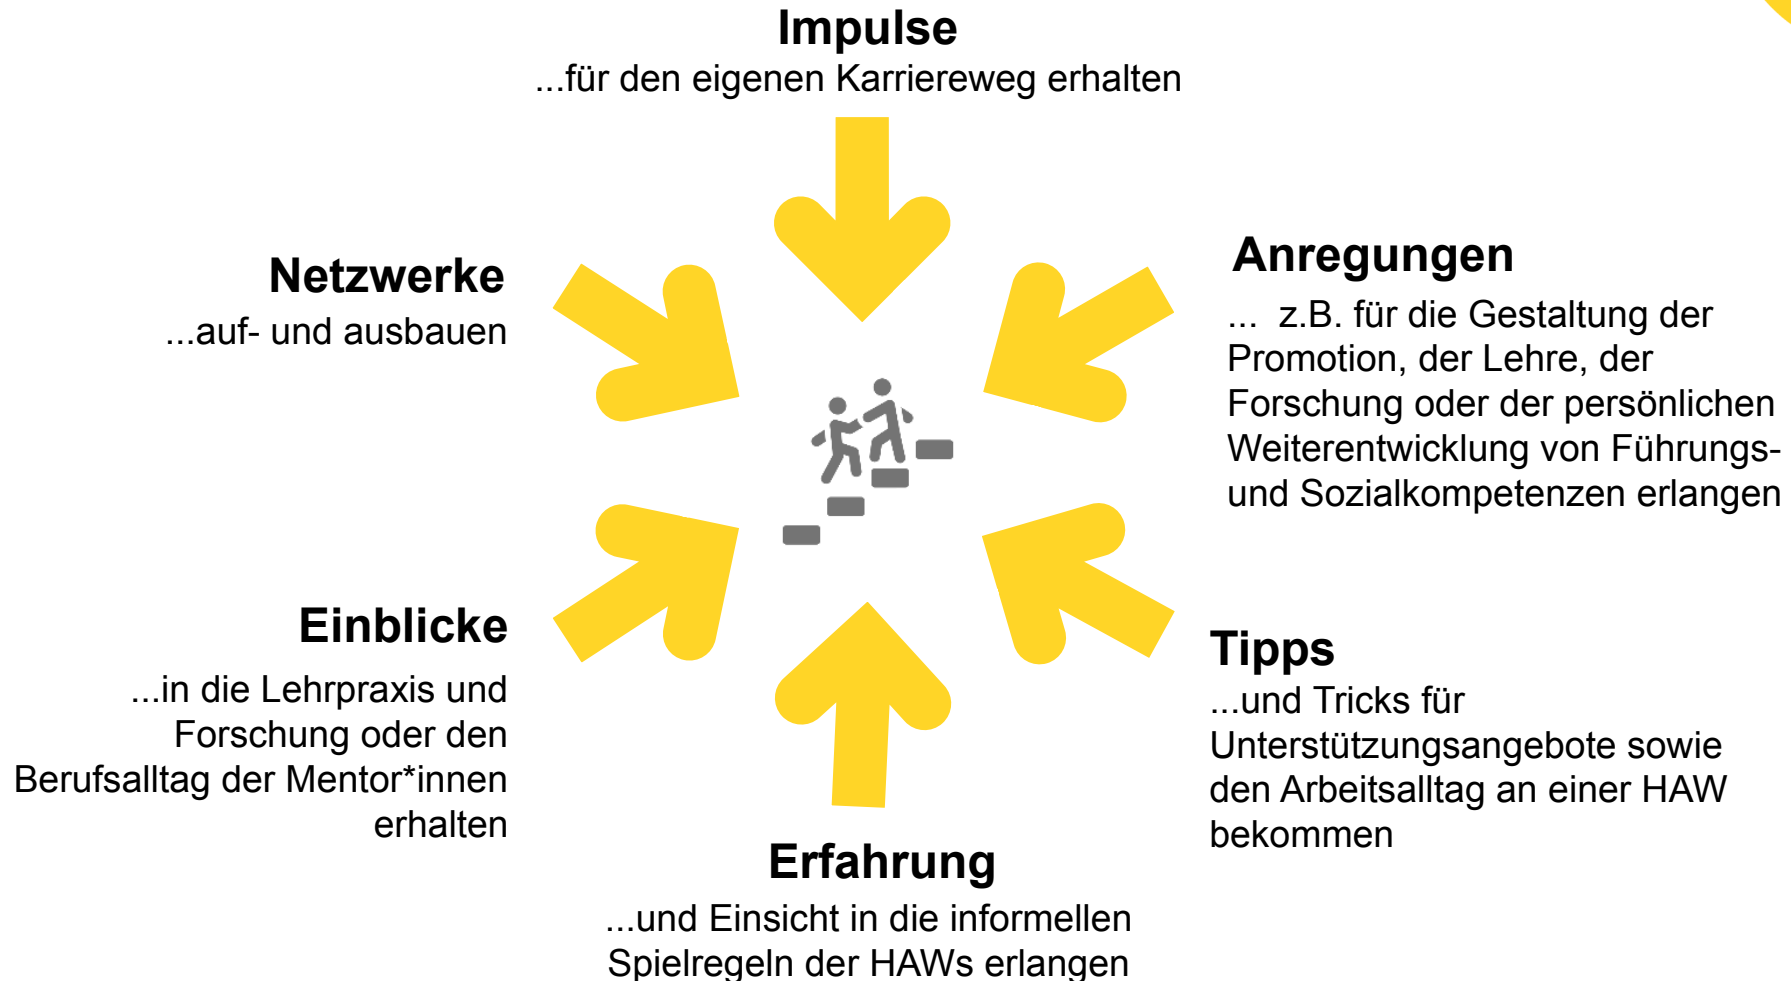 Impulse
...für den eigenen Karriereweg erhalten
Netzwerke
...auf- und ausbauen
Anregungen
... z.B. für die Gestaltung der
Promotion, der Lehre, der
Forschung oder der persönlichen
Weiterentwicklung von Führungs-
und Sozialkompetenzen erlangen
Einblicke
...in die Lehrpraxis und
Forschung oder den
Berufsalltag der Mentor*innen
erhalten
Tipps
...und Tricks für
Unterstützungsangebote sowie
den Arbeitsalltag an einer HAW
bekommen
Erfahrung
...und Einsicht in die informellen
Spielregeln der HAWs erlangen